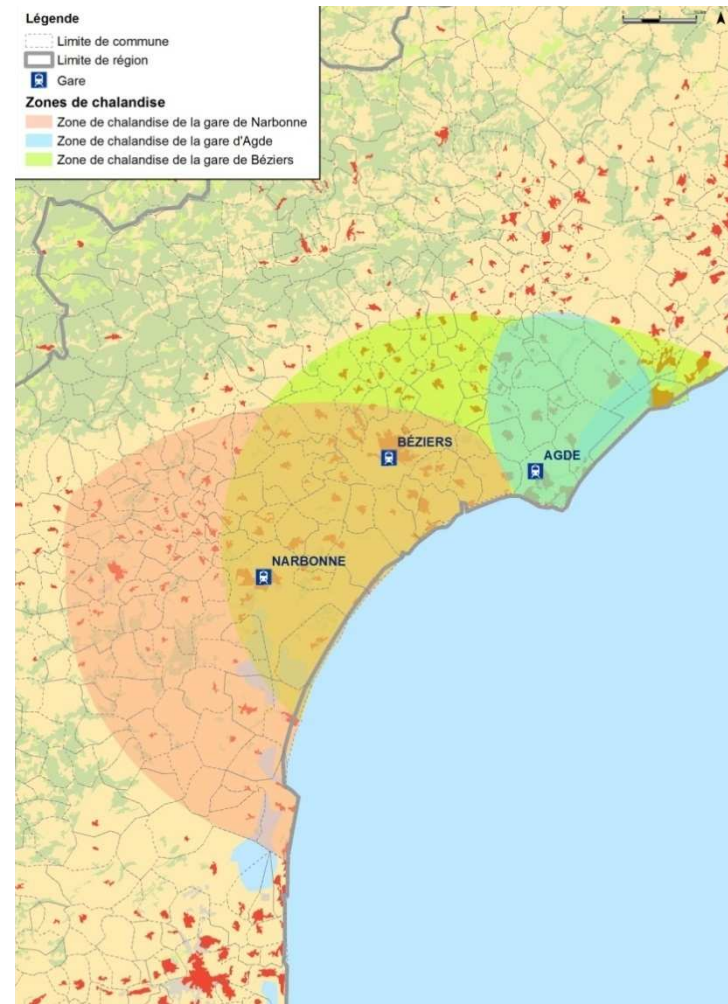 Légende
Limite de commune
Limite de région
Gare
Zones de chalandise
Zone de chalandise de la gare de Narbonne
Zone de chalandise de la gare d'Agde
Zone de chalandise de la gare de Béziers
BÉZIERS
AGDE
NARBONNE